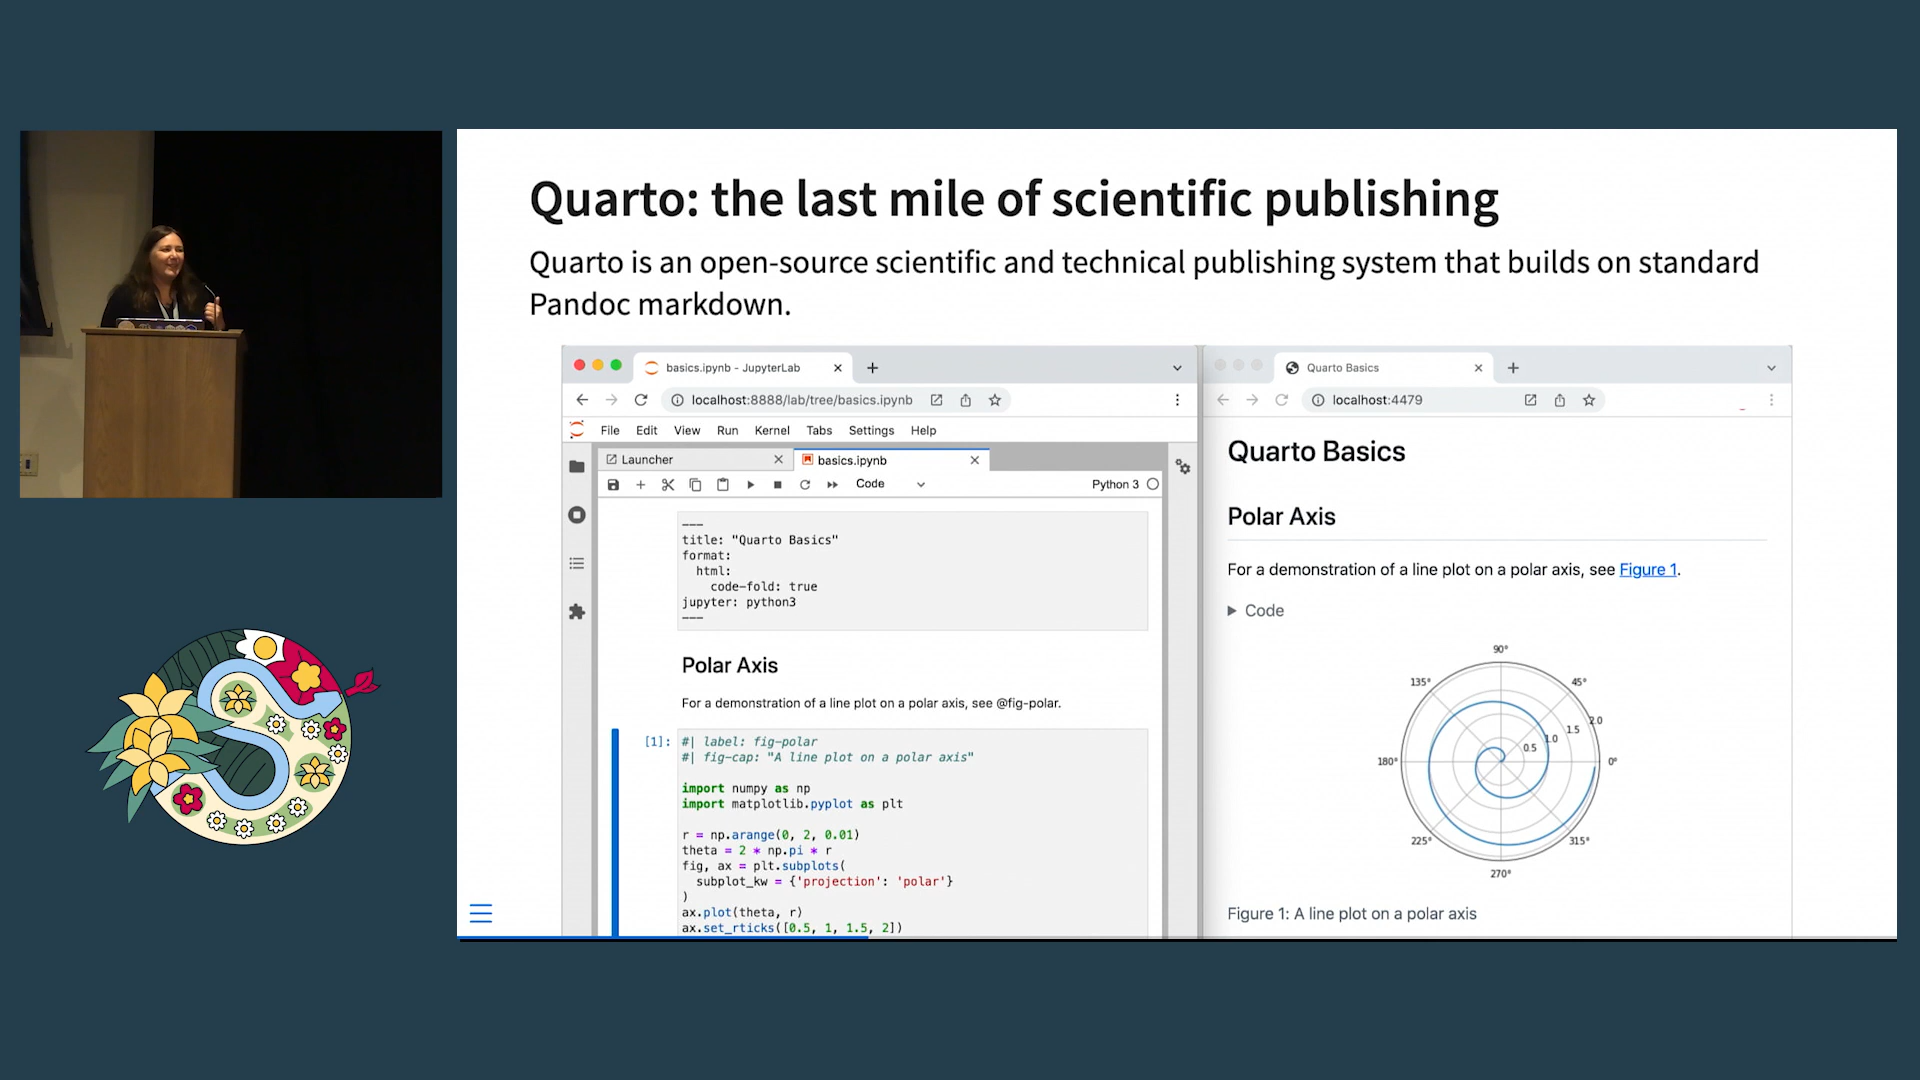 Quarto: the last mile of scientific publishing
Quarto is an open-source scientific and technical publishing system that builds on standard
Pandoc markdown.
basics.ipynb - JupyterLab
localhost:8888/lab/tree/basics.ipynb
File Edit View Run Kernel Tabs Settings Help
Launcher
basics.ipynb
Code
Python 3
---
title: "Quarto Basics"
format:
  html:
    code-fold: true
jupyter: python3
---
Polar Axis
For a demonstration of a line plot on a polar axis, see @fig-polar.
[1]:
#| label: fig-polar
#| fig-cap: "A line plot on a polar axis"
import numpy as np
import matplotlib.pyplot as plt
r = np.arange(0, 2, 0.01)
theta = 2 * np.pi * r
fig, ax = plt.subplots(
  subplot_kw = {'projection': 'polar'}
)
ax.plot(theta, r)
ax.set_rticks([0.5, 1, 1.5, 2])
Quarto Basics
localhost:4479
Quarto Basics
Polar Axis
For a demonstration of a line plot on a polar axis, see Figure 1.
Code
90°
135°
45°
2.0
1.5
1.0
0.5
180°
0°
225°
315°
270°
Figure 1: A line plot on a polar axis